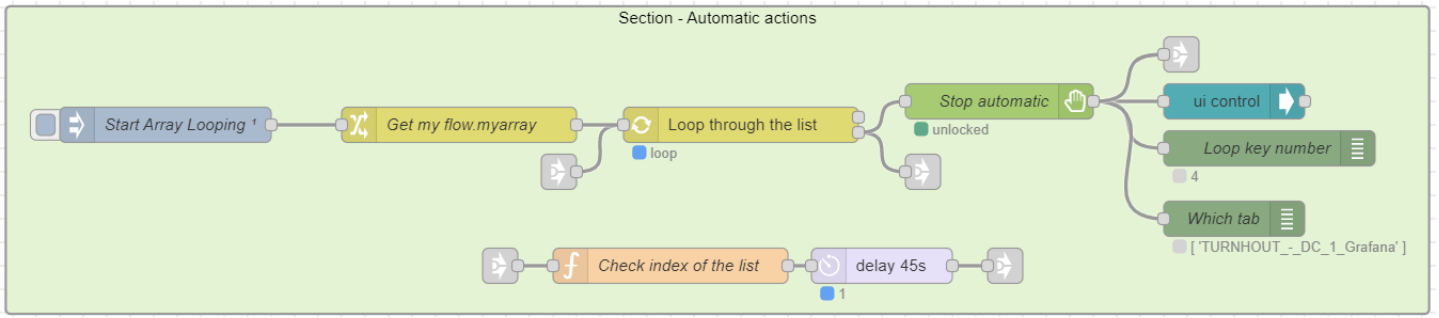 Section - Automatic actions
Start Array Looping ¹
Get my flow.myarray
Loop through the list
loop
Stop automatic
unlocked
ui control
Loop key number
4
Which tab
[ 'TURNHOUT_-_DC_1_Grafana' ]
Check index of the list
delay 45s
1